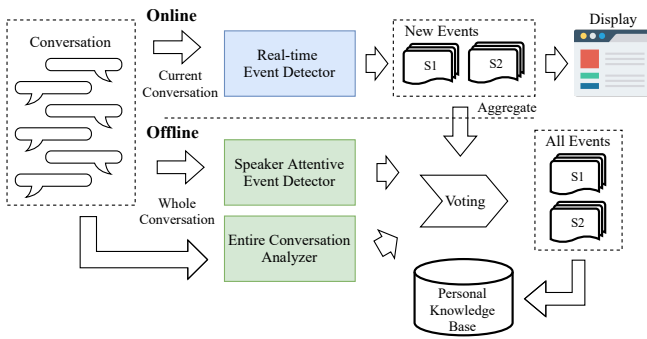 Conversation
Online
Current
Conversation
Real-time
Event Detector
New Events
S1
S2
Display
Aggregate
Offline
Whole
Conversation
Speaker Attentive
Event Detector
Entire Conversation
Analyzer
Voting
All Events
S1
S2
Personal
Knowledge
Base